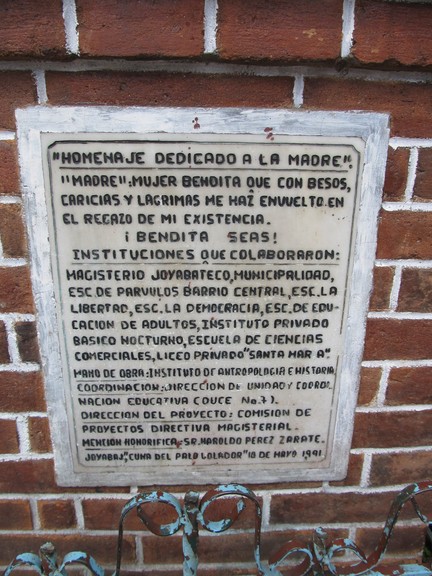 "HOMENAJE DEDICADO A LA MADRE".
"MADRE": MUJER BENDITA QUE CON BESOS,
CARICIAS Y LAGRIMAS ME HAZ ENVUELTO EN
EL REGAZO DE MI EXISTENCIA.
¡BENDITA SEAS!
INSTITUCIONES QUE COLABORARON:
MAGISTERIO JOYABATECO, MUNICIPALIDAD,
ESC. DE PARVULOS BARRIO CENTRAL, ESC. LA
LIBERTAD, ESC. LA DEMOCRACIA, ESC. DE EDU-
CACION DE ADULTOS, INSTITUTO PRIVADO
BASICO NOCTURNO, ESCUELA DE CIENCIAS
COMERCIALES, LICEO PRIVADO "SANTA MAR A".
MANO DE OBRA: INSTITUTO DE ANTROPOLOGIA E HISTORIA
COORDINACION: DIRECCION DE UNIDAD Y COORDI
NACION EDUCATIVA COUCE No. 77.
DIRECCION DEL PROYECTO: COMISION DE
PROYECTOS DIRECTIVA MAGISTERIAL.
MENCION HONORIFICA: SR. HAROLDO PEREZ ZARATE.
JOYABAJ, "CUNA DEL PALO VOLADOR" 10 DE MAYO 1,991.